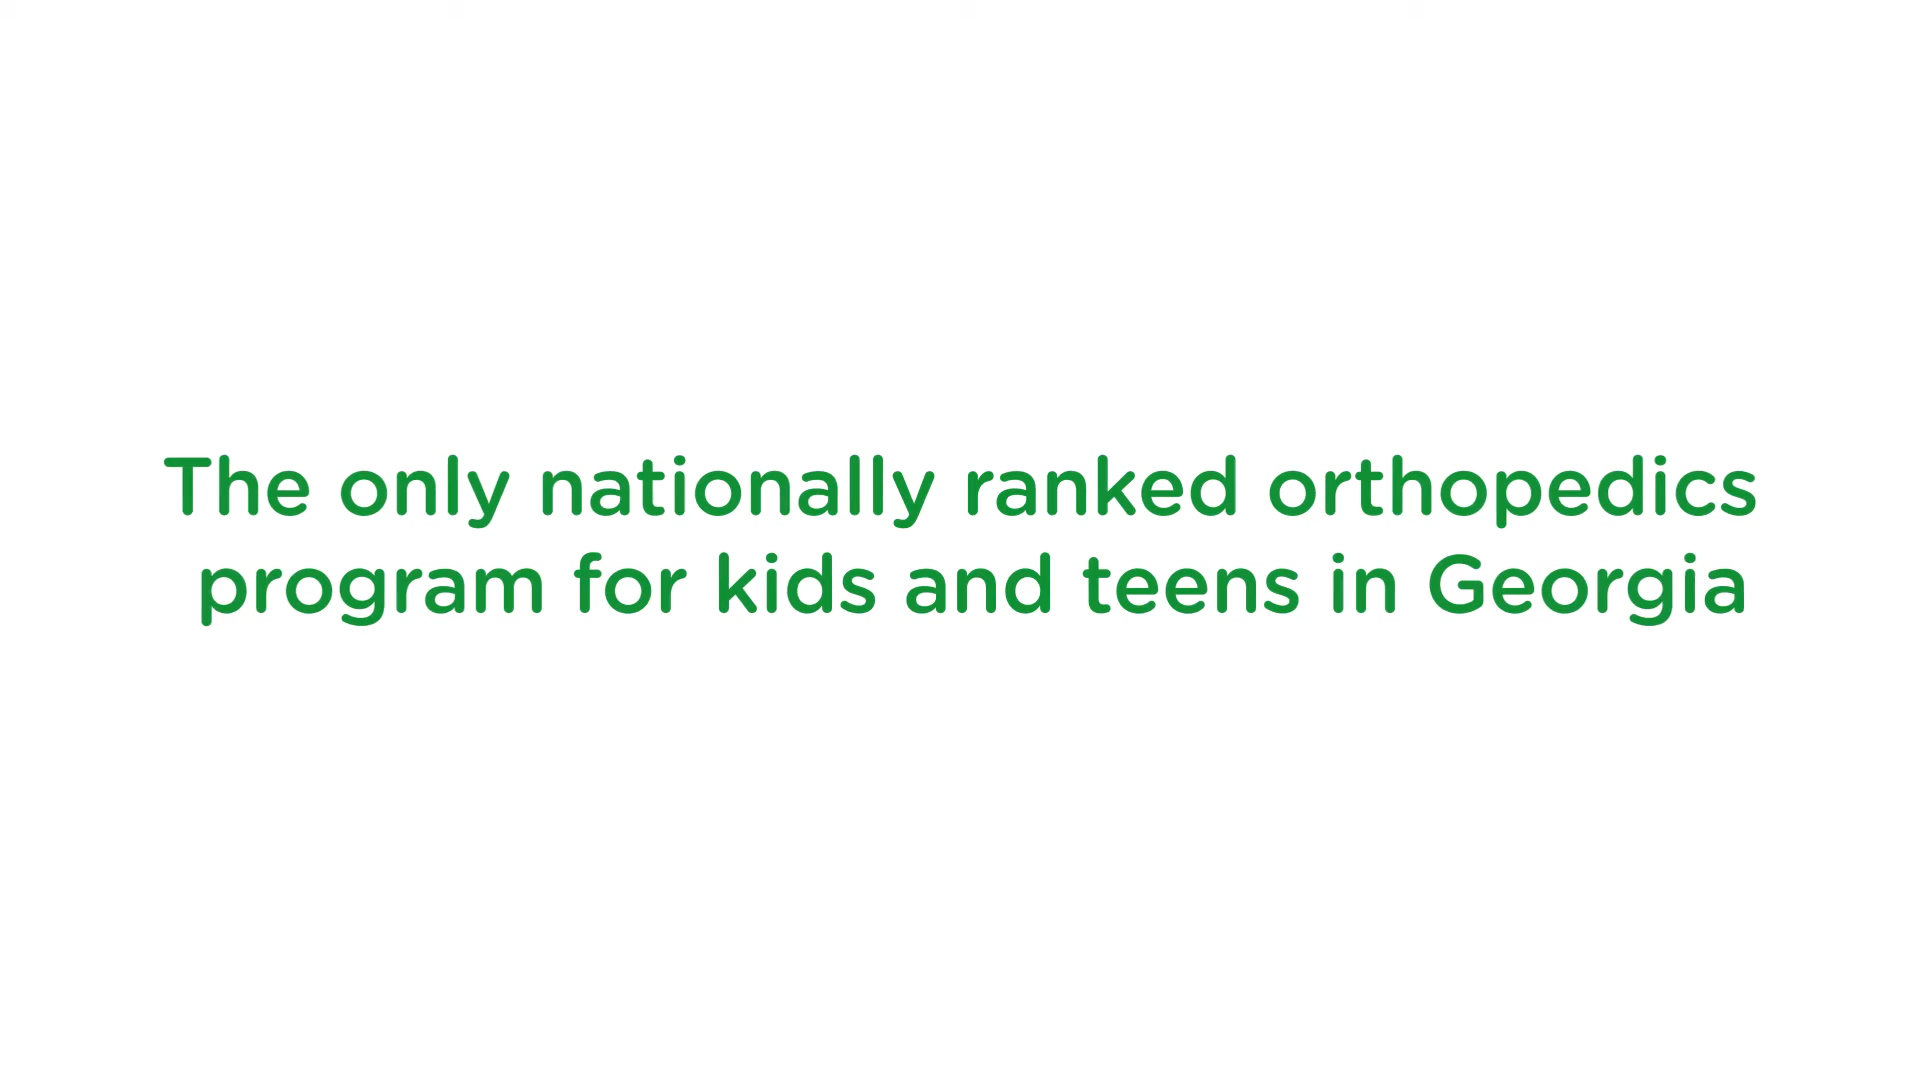 The only nationally ranked orthopedics
program for kids and teens in Georgia